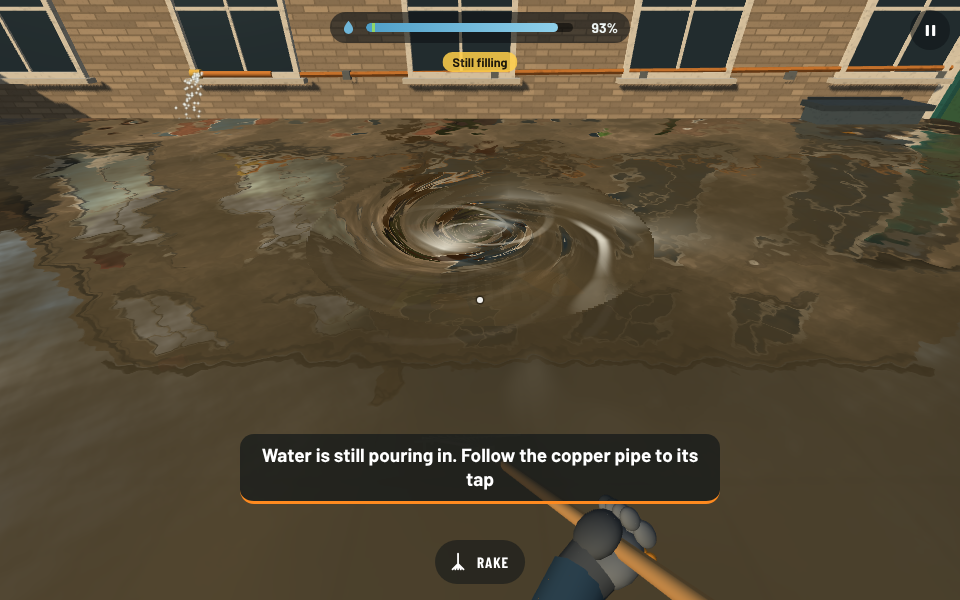 93%
Still filling
Water is still pouring in. Follow the copper pipe to its
tap
RAKE